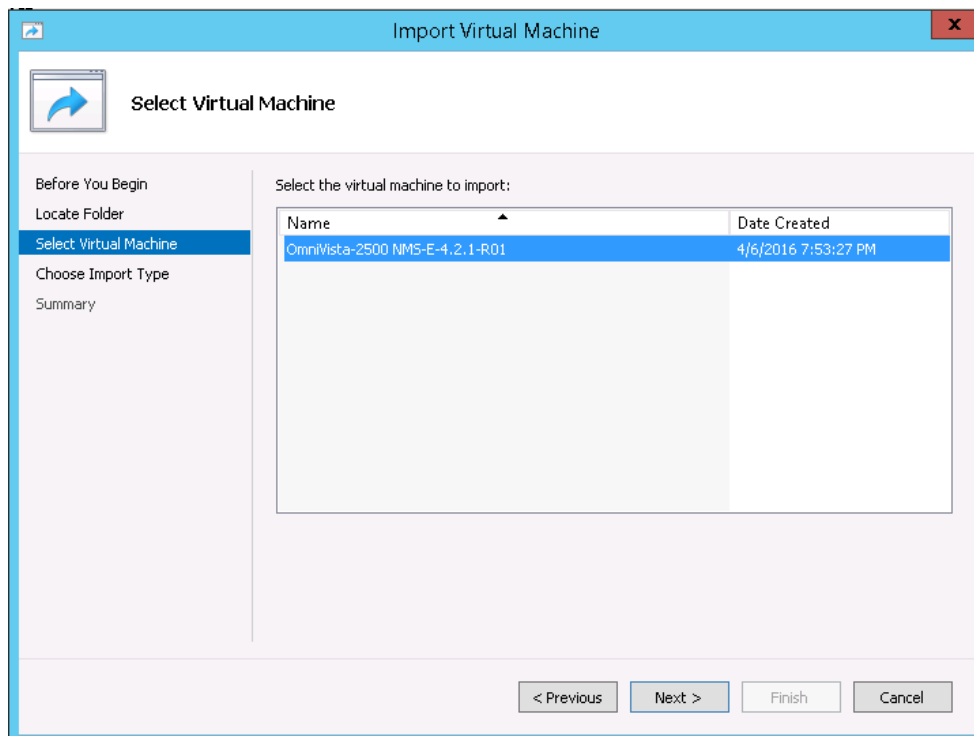 Import Virtual Machine
x
Select Virtual Machine
Before You Begin
Locate Folder
Select Virtual Machine
Choose Import Type
Summary
Select the virtual machine to import:
Name Date Created
OmniVista-2500 NMS-E-4.2.1-R01 4/6/2016 7:53:27 PM
< Previous Next > Finish Cancel